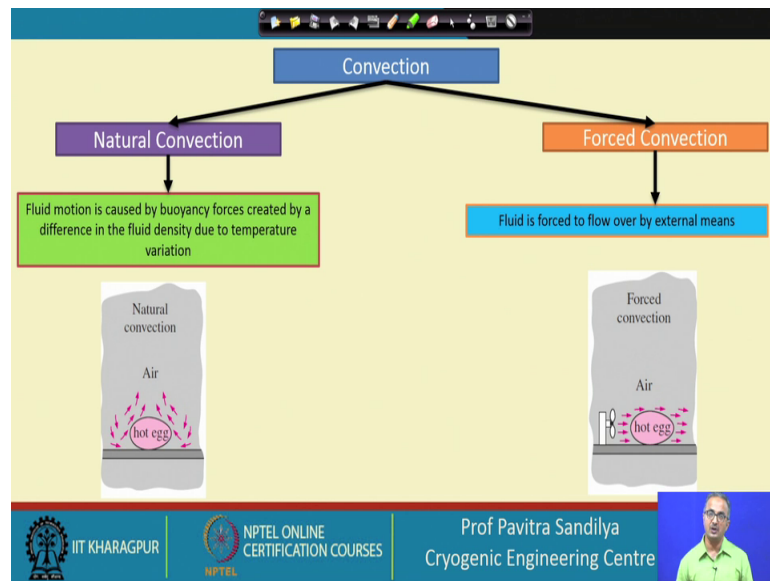 Convection
Natural Convection
Forced Convection
Fluid motion is caused by buoyancy forces created by a
difference in the fluid density due to temperature
variation
Fluid is forced to flow over by external means
Natural
convection
Air
hot egg
Forced
convection
Air
hot egg
IIT KHARAGPUR
NPTEL
NPTEL ONLINE
CERTIFICATION COURSES
Prof Pavitra Sandilya
Cryogenic Engineering Centre